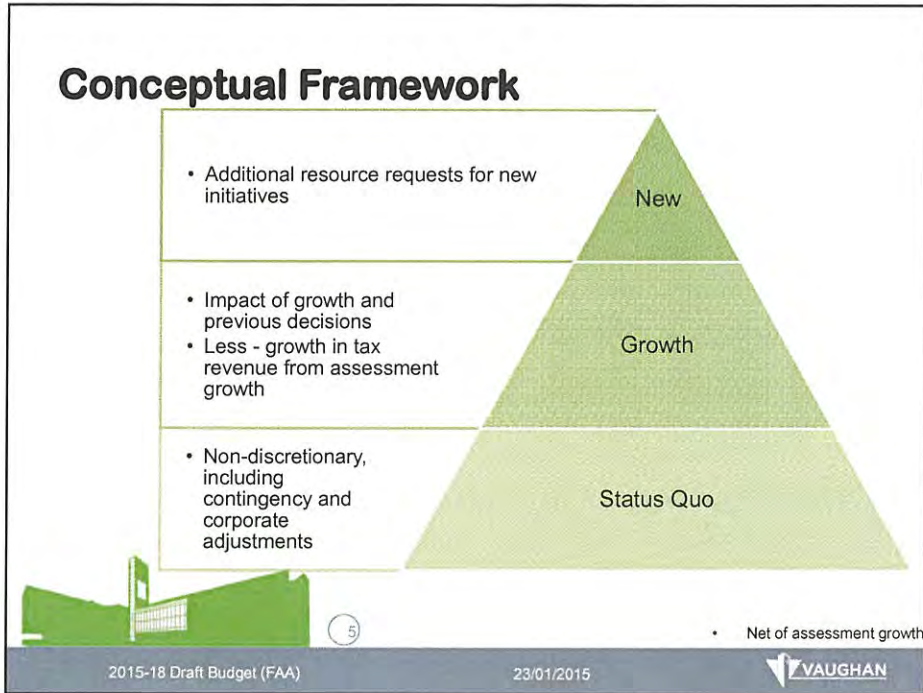 Conceptual Framework
• Additional resource requests for new
initiatives
New
• Impact of growth and
previous decisions
• Less - growth in tax
revenue from assessment
growth
Growth
• Non-discretionary,
including
contingency and
corporate
adjustments
Status Quo
5
• Net of assessment growth
2015-18 Draft Budget (FAA)
23/01/2015
VAUGHAN